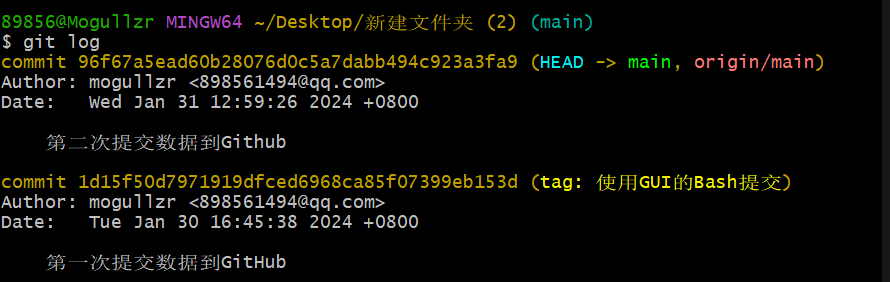 89856@Mogullzr MINGW64 ~/Desktop/新建文件夹 (2) (main)
$ git log
commit 96f67a5ead60b28076d0c5a7dabb494c923a3fa9 (HEAD -> main, origin/main)
Author: mogullzr <898561494@qq.com>
Date:   Wed Jan 31 12:59:26 2024 +0800
    第二次提交数据到Github
commit 1d15f50d7971919dfced6968ca85f07399eb153d (tag: 使用GUI的Bash提交)
Author: mogullzr <898561494@qq.com>
Date:   Tue Jan 30 16:45:38 2024 +0800
    第一次提交数据到GitHub